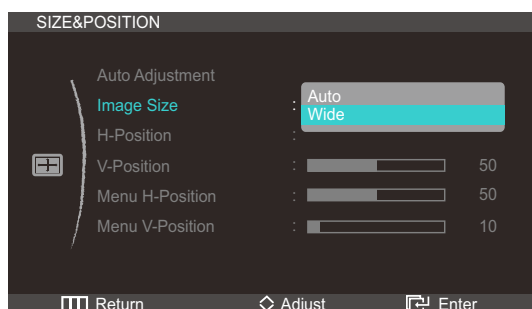 SIZE&POSITION
Auto Adjustment
Image Size : Auto
Wide
H-Position :
V-Position : 50
Menu H-Position : 50
Menu V-Position : 10
Return Adjust Enter